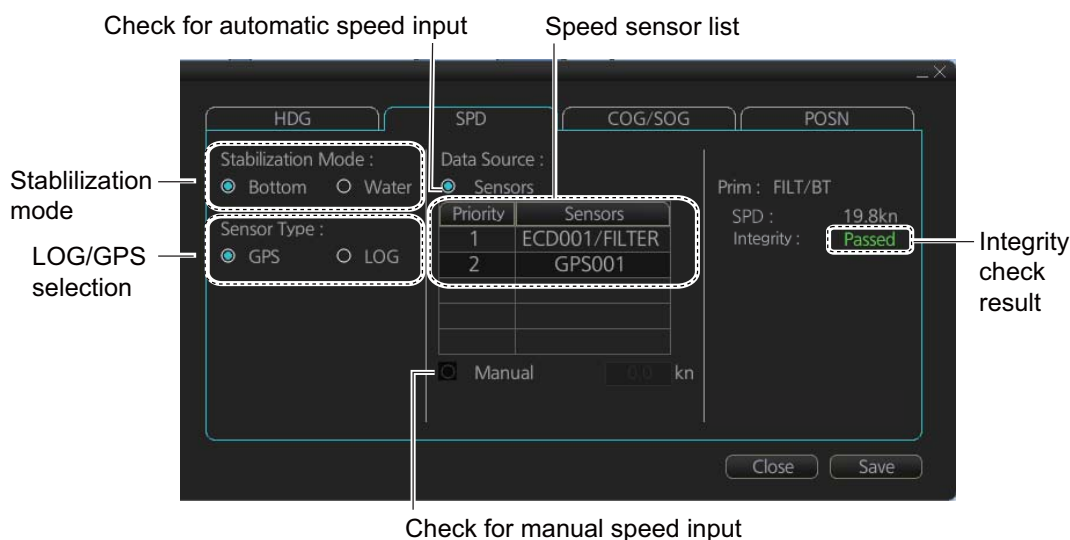 Check for automatic speed input
Speed sensor list
HDG
SPD
COG/SOG
POSN
Stabilization Mode :
Bottom
Water
Data Source :
Sensors
Stablilization
mode
Sensor Type :
GPS
LOG
LOG/GPS
selection
Priority Sensors
1 ECD001/FILTER
2 GPS001
Manual 0.0 kn
Prim : FILT/BT
SPD : 19.8kn
Integrity : Passed
Integrity
check
result
Close
Save
Check for manual speed input